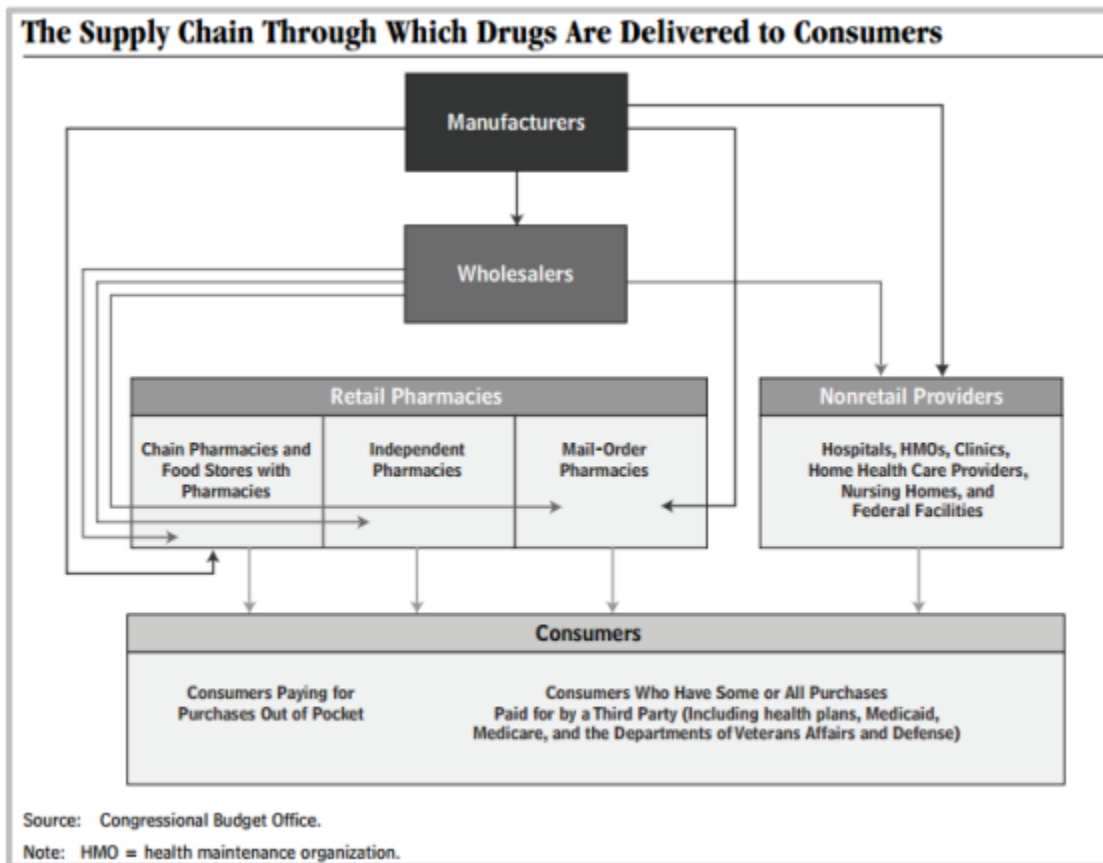 The Supply Chain Through Which Drugs Are Delivered to Consumers
Manufacturers
Wholesalers
Retail Pharmacies
Chain Pharmacies and
Food Stores with
Pharmacies
Independent
Pharmacies
Mail-Order
Pharmacies
Nonretail Providers
Hospitals, HMOs, Clinics,
Home Health Care Providers,
Nursing Homes, and
Federal Facilities
Consumers
Consumers Paying for
Purchases Out of Pocket
Consumers Who Have Some or All Purchases
Paid for by a Third Party (Including health plans, Medicaid,
Medicare, and the Departments of Veterans Affairs and Defense)
Source: Congressional Budget Office.
Note: HMO = health maintenance organization.